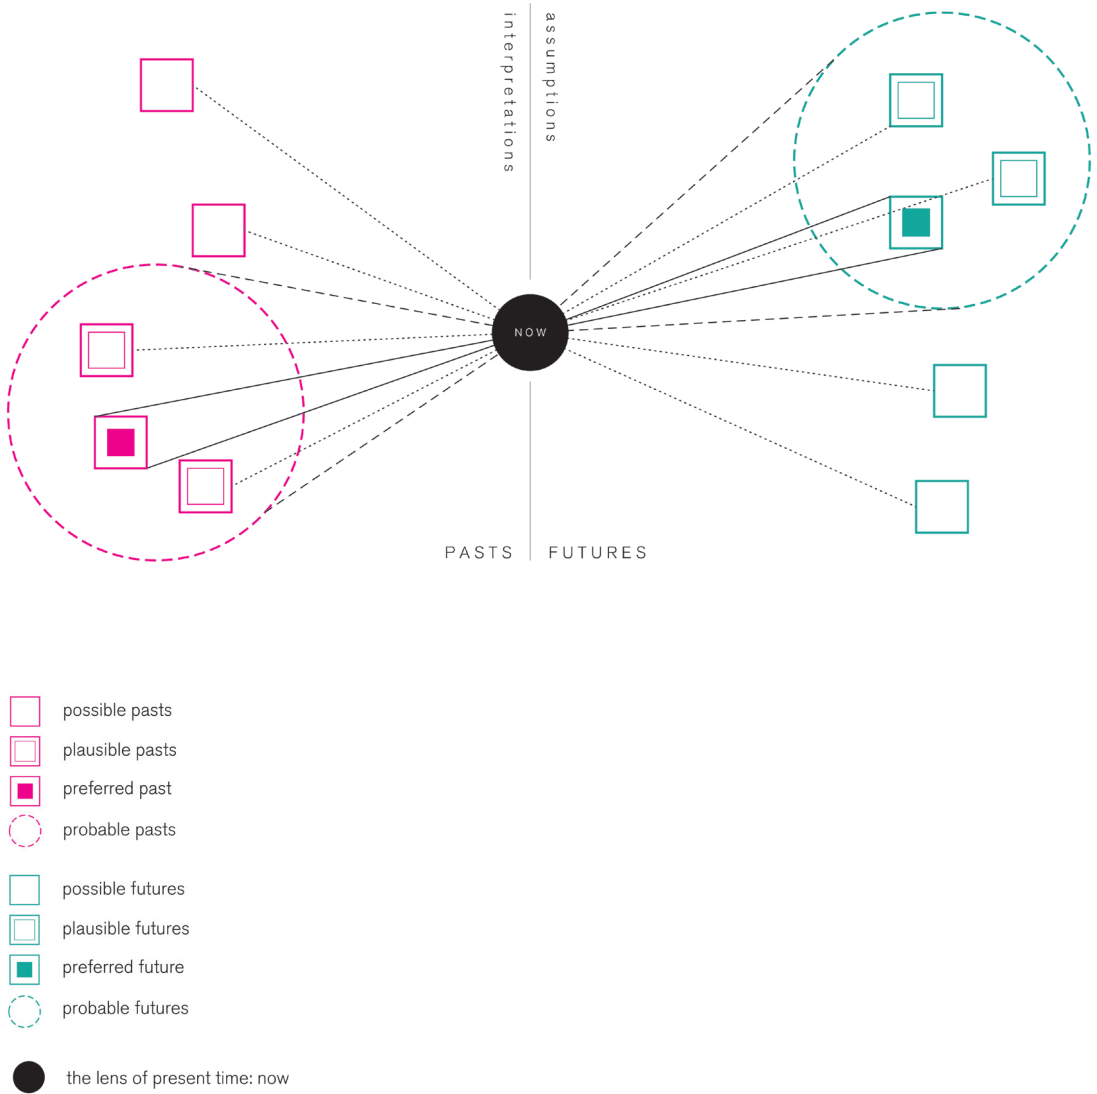 interpretations
assumptions
NOW
PASTS
FUTURES
possible pasts
plausible pasts
preferred past
probable pasts
possible futures
plausible futures
preferred future
probable futures
the lens of present time: now